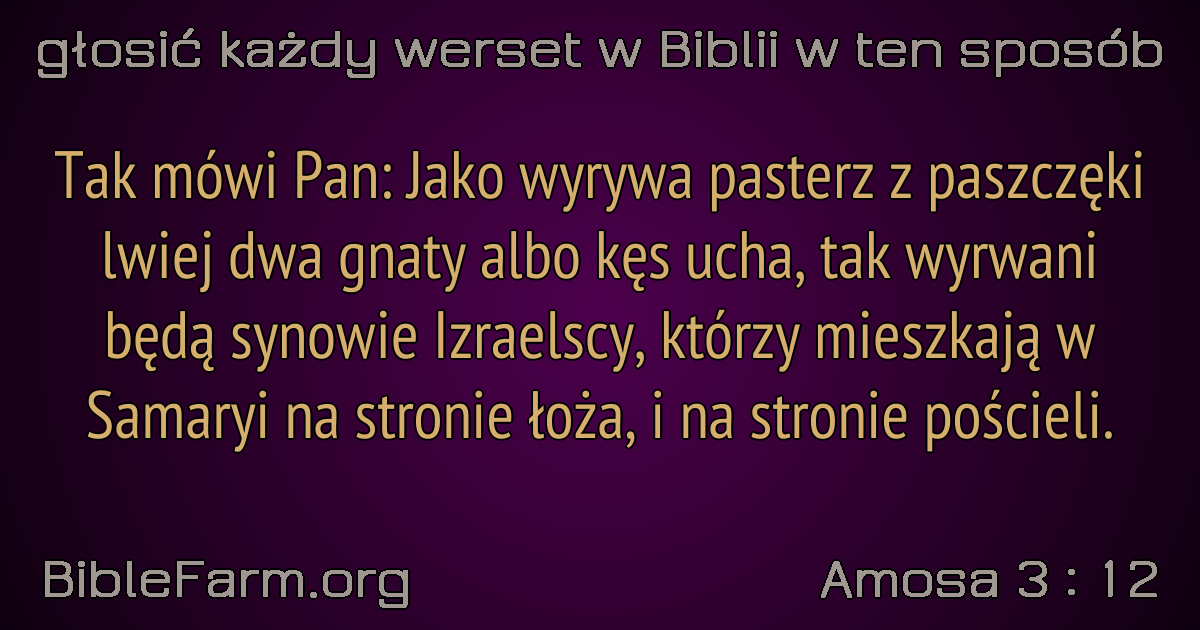 głosić każdy werset w Biblii w ten sposób
Tak mówi Pan: Jako wyrywa pasterz z paszczęki
lwiej dwa gnaty albo kęs ucha, tak wyrwani
będą synowie Izraelscy, którzy mieszkają w
Samaryi na stronie łoża, i na stronie pościeli.
BibleFarm.org
Amosa 3 : 12